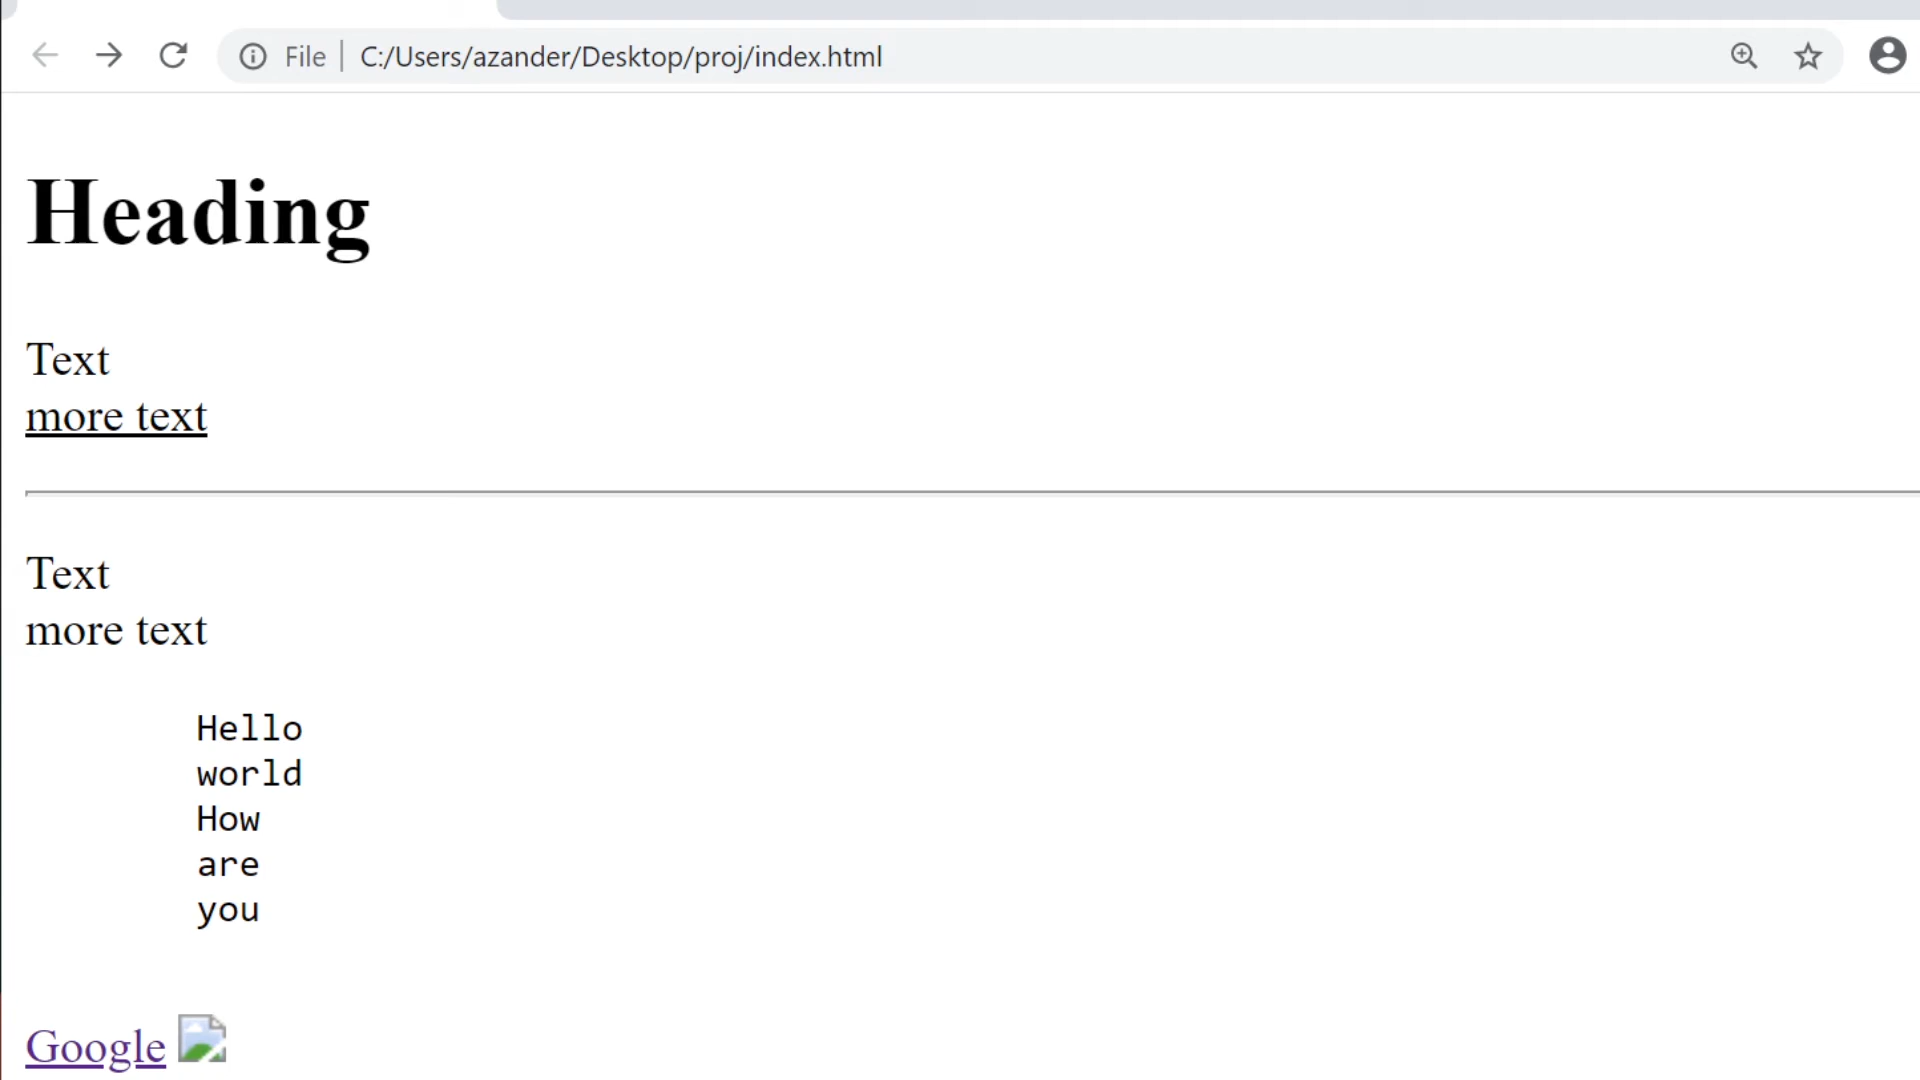 File | C:/Users/azander/Desktop/proj/index.html
Heading
Text
more text
Text
more text
Hello
world
How
are
you
Google